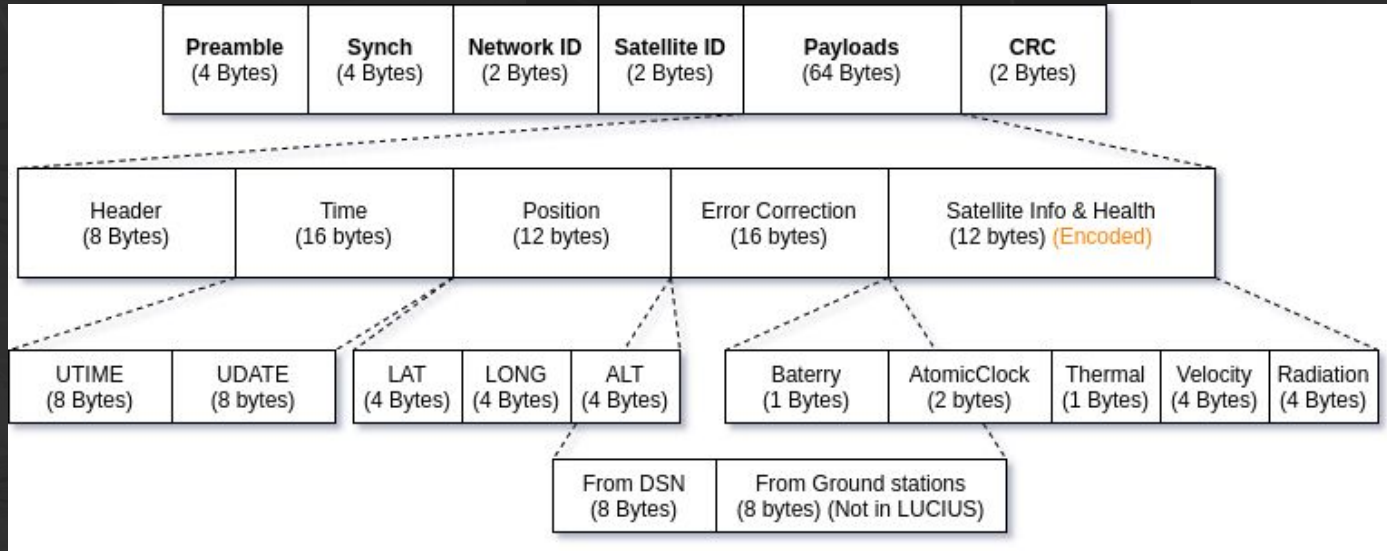 Preamble
(4 Bytes)
Synch
(4 Bytes)
Network ID
(2 Bytes)
Satellite ID
(2 Bytes)
Payloads
(64 Bytes)
CRC
(2 Bytes)
Header
(8 Bytes)
Time
(16 bytes)
Position
(12 bytes)
Error Correction
(16 bytes)
Satellite Info & Health
(12 bytes) (Encoded)
UTIME
(8 Bytes)
UDATE
(8 bytes)
LAT
(4 Bytes)
LONG
(4 Bytes)
ALT
(4 Bytes)
Baterry
(1 Bytes)
AtomicClock
(2 bytes)
Thermal
(1 Bytes)
Velocity
(4 Bytes)
Radiation
(4 Bytes)
From DSN
(8 Bytes)
From Ground stations
(8 bytes) (Not in LUCIUS)